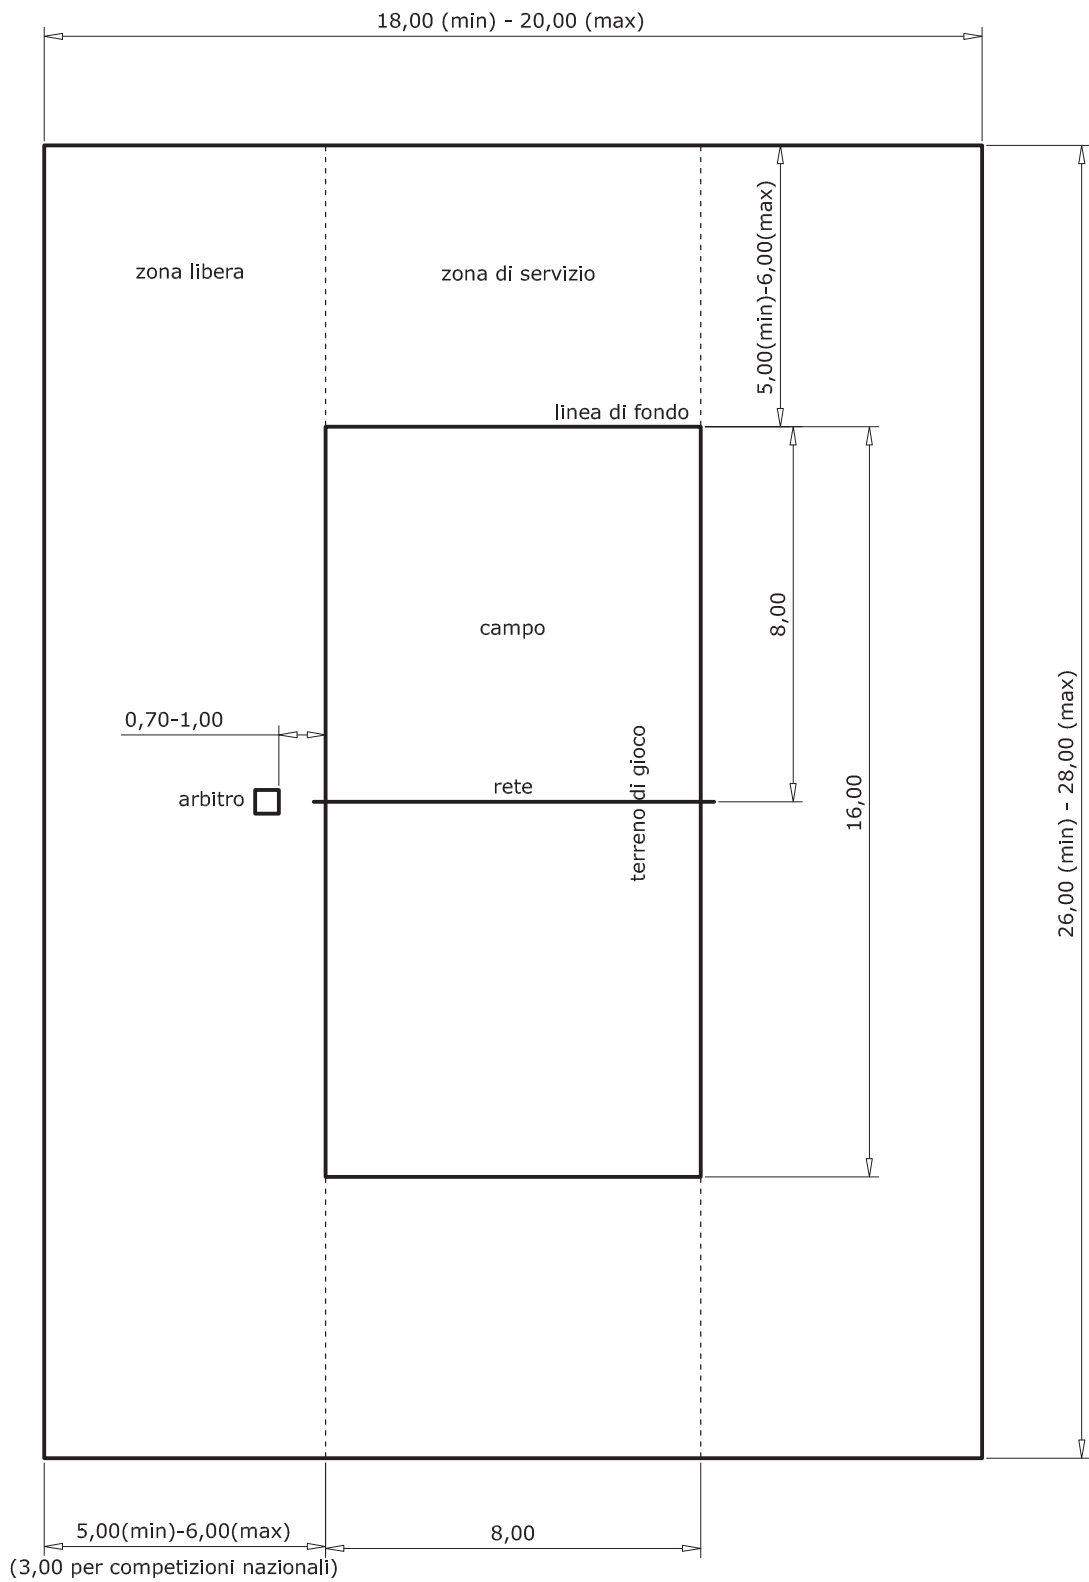 18,00 (min) - 20,00 (max)
5,00(min)-6,00(max)
zona libera
zona di servizio
linea di fondo
8,00
campo
0,70-1,00
terreno di gioco
rete
arbitro
16,00
26,00 (min) - 28,00 (max)
5,00(min)-6,00(max)
8,00
(3,00 per competizioni nazionali)